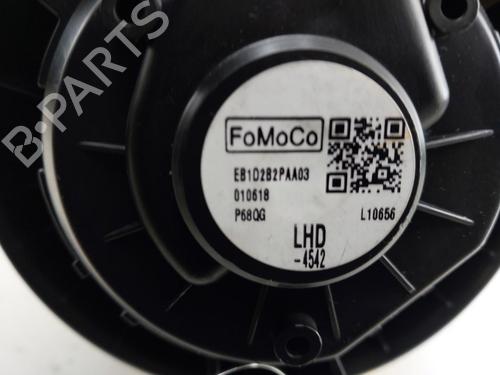 B-PARTS
FoMoCo
EB1D2B2PAA03
010618
P68QG L10656
LHD
-4542